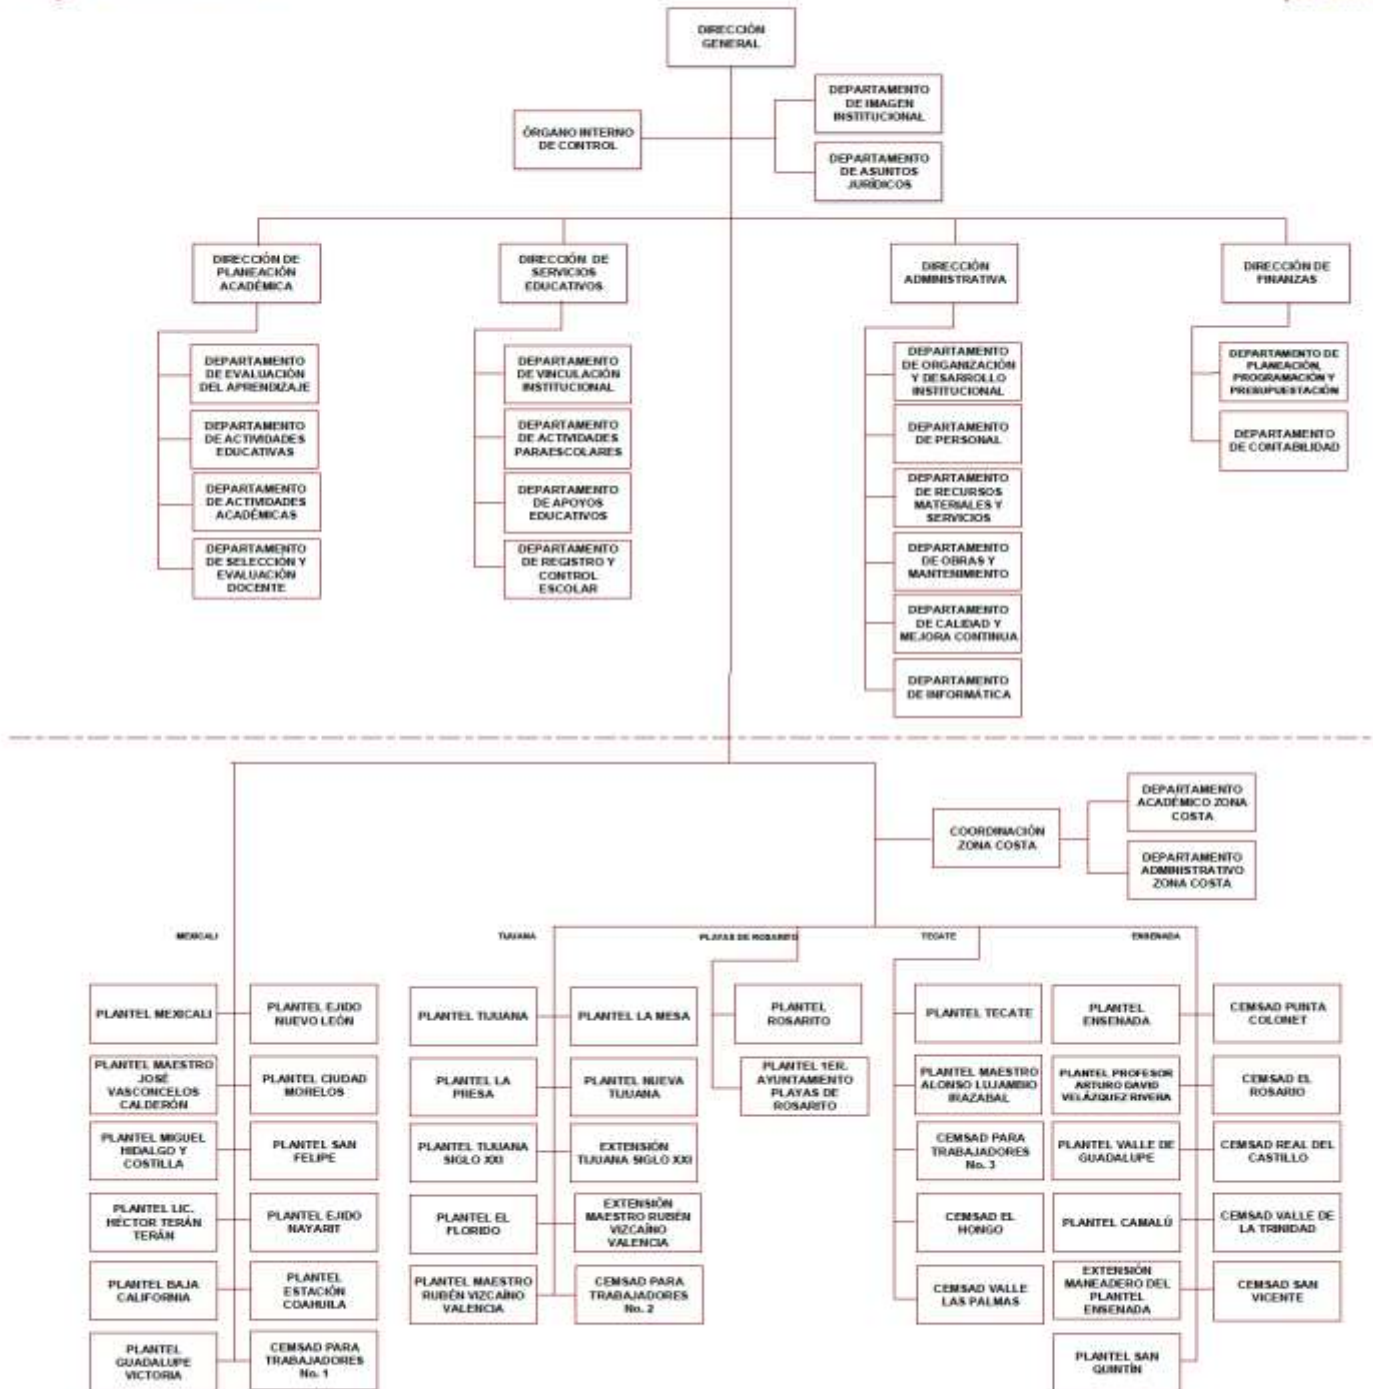 DIRECCIÓN
GENERAL
DEPARTAMENTO
DE IMAGEN
INSTITUCIONAL
ÓRGANO INTERNO
DE CONTROL
DEPARTAMENTO
DE ASUNTOS
JURÍDICOS
DIRECCIÓN DE
PLANEACIÓN
ACADÉMICA
DIRECCIÓN DE
SERVICIOS
EDUCATIVOS
DIRECCIÓN
ADMINISTRATIVA
DIRECCIÓN DE
FINANZAS
DEPARTAMENTO
DE EVALUACIÓN
DEL APRENDIZAJE
DEPARTAMENTO
DE ACTIVIDADES
EDUCATIVAS
DEPARTAMENTO
DE ACTIVIDADES
ACADÉMICAS
DEPARTAMENTO
DE SELECCIÓN Y
EVALUACIÓN
DOCENTE
DEPARTAMENTO
DE VINCULACIÓN
INSTITUCIONAL
DEPARTAMENTO
DE ACTIVIDADES
PARAESCOLARES
DEPARTAMENTO
DE APOYOS
EDUCATIVOS
DEPARTAMENTO
DE REGISTRO Y
CONTROL
ESCOLAR
DEPARTAMENTO
DE ORGANIZACIÓN
Y DESARROLLO
INSTITUCIONAL
DEPARTAMENTO
DE PERSONAL
DEPARTAMENTO
DE RECURSOS
MATERIALES Y
SERVICIOS
DEPARTAMENTO
DE OBRAS Y
MANTENIMIENTO
DEPARTAMENTO
DE CALIDAD Y
MEJORA CONTINUA
DEPARTAMENTO
DE INFORMÁTICA
DEPARTAMENTO DE
PLANEACIÓN,
PROGRAMACIÓN Y
PRESUPUESTACIÓN
DEPARTAMENTO
DE CONTABILIDAD
COORDINACIÓN
ZONA COSTA
DEPARTAMENTO
ACADÉMICO ZONA
COSTA
DEPARTAMENTO
ADMINISTRATIVO
ZONA COSTA
MEXICALI
PLANTEL MEXICALI
PLANTEL MAESTRO
JOSÉ
VASCONCELOS
CALDERÓN
PLANTEL MIGUEL
HIDALGO Y
COSTILLA
PLANTEL LIC.
HÉCTOR TERÁN
TERÁN
PLANTEL BAJA
CALIFORNIA
PLANTEL
GUADALUPE
VICTORIA
PLANTEL EJIDO
NUEVO LEÓN
PLANTEL CIUDAD
MORELOS
PLANTEL SAN
FELIPE
PLANTEL EJIDO
NAYARIT
PLANTEL
ESTACIÓN
COAHUILA
CEMSAD PARA
TRABAJADORES
No. 1
TIJUANA
PLANTEL TIJUANA
PLANTEL LA
PRESA
PLANTEL TIJUANA
SIGLO XXI
PLANTEL EL
FLORIDO
PLANTEL MAESTRO
RUBÉN VIZCAÍNO
VALENCIA
PLANTEL LA MESA
PLANTEL NUEVA
TIJUANA
EXTENSIÓN
TIJUANA SIGLO XXI
EXTENSIÓN
MAESTRO RUBÉN
VIZCAÍNO
VALENCIA
CEMSAD PARA
TRABAJADORES
No. 2
PLAYAS DE ROSARITO
PLANTEL
ROSARITO
PLANTEL 1ER.
AYUNTAMIENTO
PLAYAS DE
ROSARITO
TECATE
PLANTEL TECATE
PLANTEL MAESTRO
ALONSO LUJAMBIO
IRAZÁBAL
CEMSAD PARA
TRABAJADORES
No. 3
CEMSAD EL
HONGO
CEMSAD VALLE
LAS PALMAS
ENSENADA
PLANTEL
ENSENADA
PLANTEL PROFESOR
ARTURO DAVID
VELÁZQUEZ RIVERA
PLANTEL VALLE DE
GUADALUPE
PLANTEL CAMALÚ
EXTENSIÓN
MANEADERO DEL
PLANTEL
ENSENADA
PLANTEL SAN
QUINTÍN
CEMSAD PUNTA
COLONET
CEMSAD EL
ROSARIO
CEMSAD REAL DEL
CASTILLO
CEMSAD VALLE DE
LA TRINIDAD
CEMSAD SAN
VICENTE